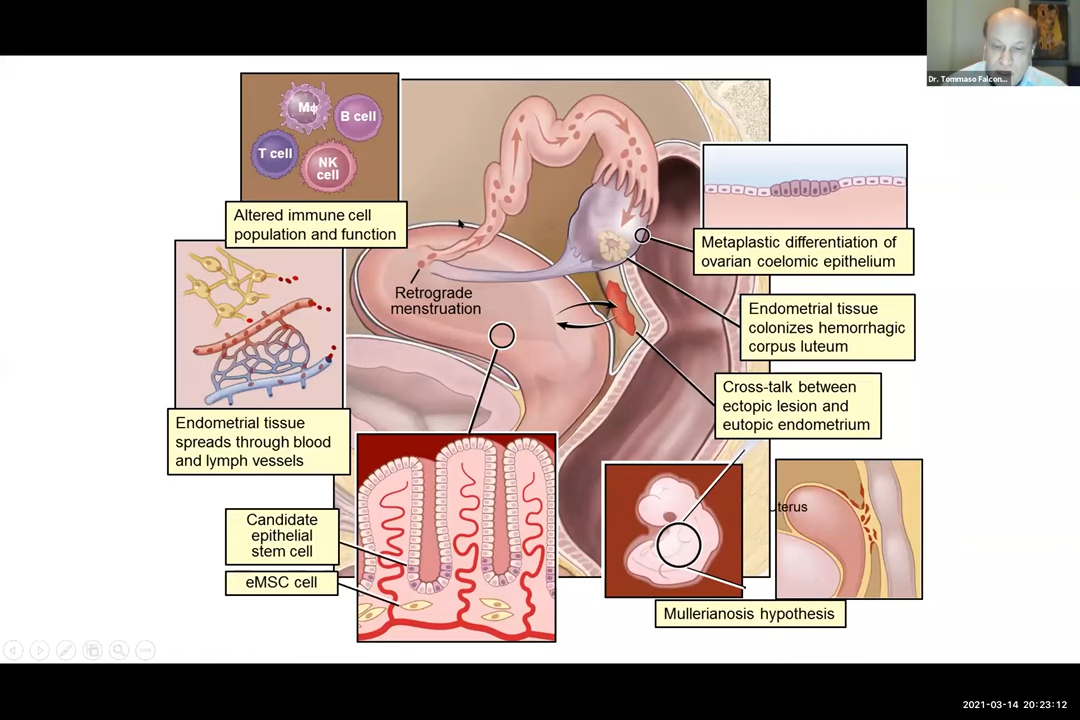 Dr. Tommaso Falcon...
Mϕ
B cell
T cell
NK
cell
Altered immune cell
population and function
Retrograde
menstruation
Metaplastic differentiation of
ovarian coelomic epithelium
Endometrial tissue
colonizes hemorrhagic
corpus luteum
Cross-talk between
ectopic lesion and
eutopic endometrium
Endometrial tissue
spreads through blood
and lymph vessels
Candidate
epithelial
stem cell
eMSC cell
uterus
Mullerianosis hypothesis
2021-03-14 20:23:12